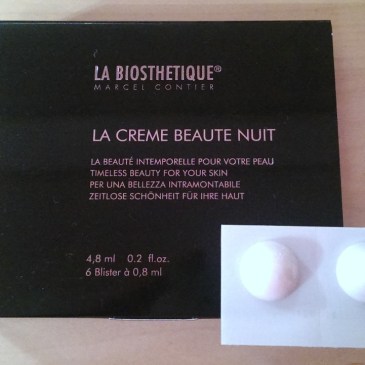 LA BIOSTHETIQUE®
MARCEL CONTIER
LA CREME BEAUTE NUIT
LA BEAUTÉ INTEMPORELLE POUR VOTRE PEAU
TIMELESS BEAUTY FOR YOUR SKIN
PER UNA BELLEZZA INTRAMONTABILE
ZEITLOSE SCHÖNHEIT FÜR IHRE HAUT
4,8 ml 0.2 fl.oz.
6 Blister à 0,8 ml